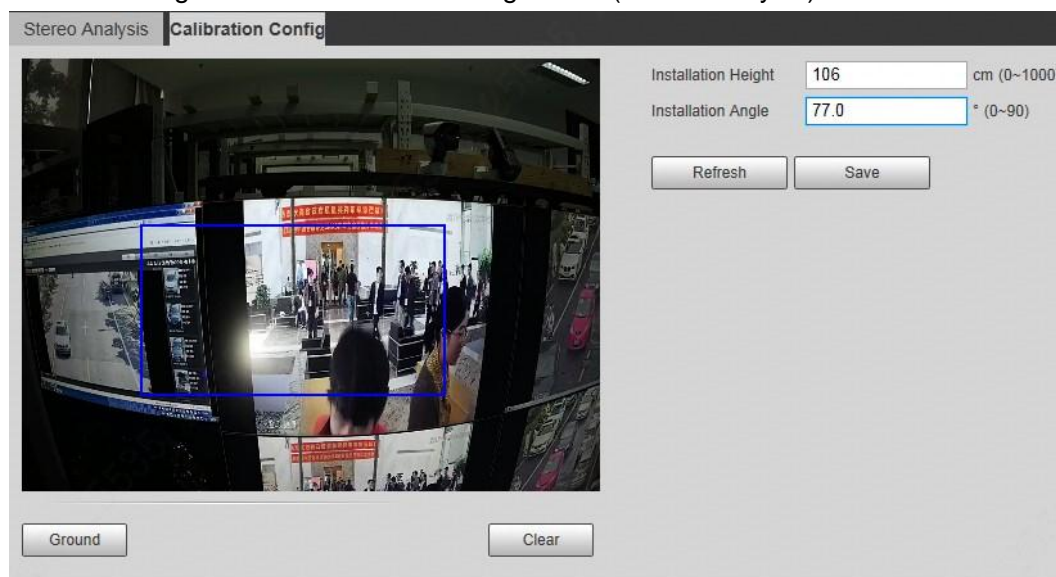 Stereo Analysis Calibration Config
Installation Height 106 cm (0~1000
Installation Angle 77.0 ° (0~90)
Refresh Save
Ground Clear